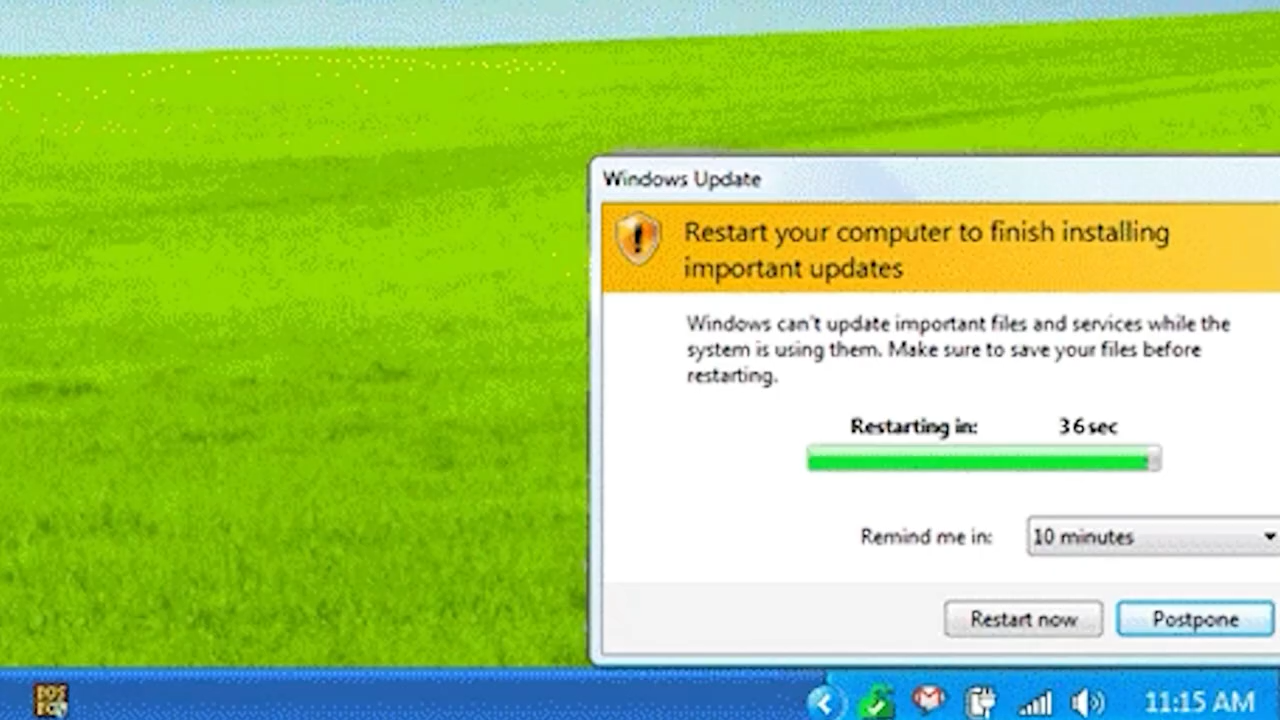 Windows Update
Restart your computer to finish installing
important updates
Windows can't update important files and services while the
system is using them. Make sure to save your files before
restarting.
Restarting in: 36 sec
Remind me in: 10 minutes
Restart now Postpone
11:15 AM